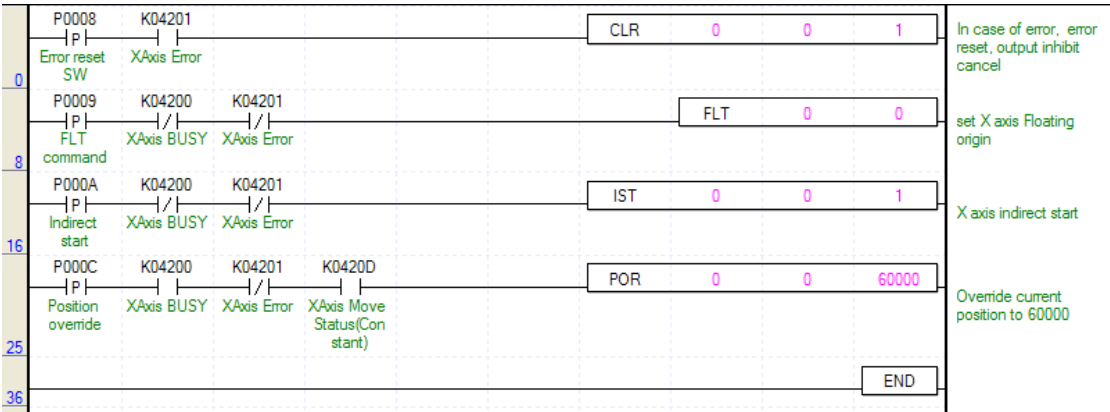 P0008 K04201
P CLR 0 0 1 In case of error, error
Error reset XAxis Error reset, output inhibit
SW cancel
0
P0009 K04200 K04201
P FLT 0 0 set X axis Floating
FLT XAxis BUSY XAxis Error origin
command
8
P000A K04200 K04201
P IST 0 0 1
Indirect XAxis BUSY XAxis Error X axis indirect start
start
16
P000C K04200 K04201 K0420D
P POR 0 0 60000
Position XAxis BUSY XAxis Error XAxis Move Override current
override Status(Con position to 60000
stant)
25
END
36